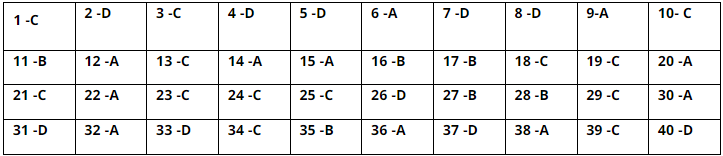 1 -C 2 -D 3 -C 4 -D 5 -D 6 -A 7 -D 8 -D 9-A 10- C
11 -B 12 -A 13 -C 14 -A 15 -A 16 -B 17 -B 18 -C 19 -C 20 -A
21 -C 22 -A 23 -C 24 -C 25 -C 26 -D 27 -B 28 -B 29 -C 30 -A
31 -D 32 -A 33 -D 34 -C 35 -B 36 -A 37 -D 38 -A 39 -C 40 -D